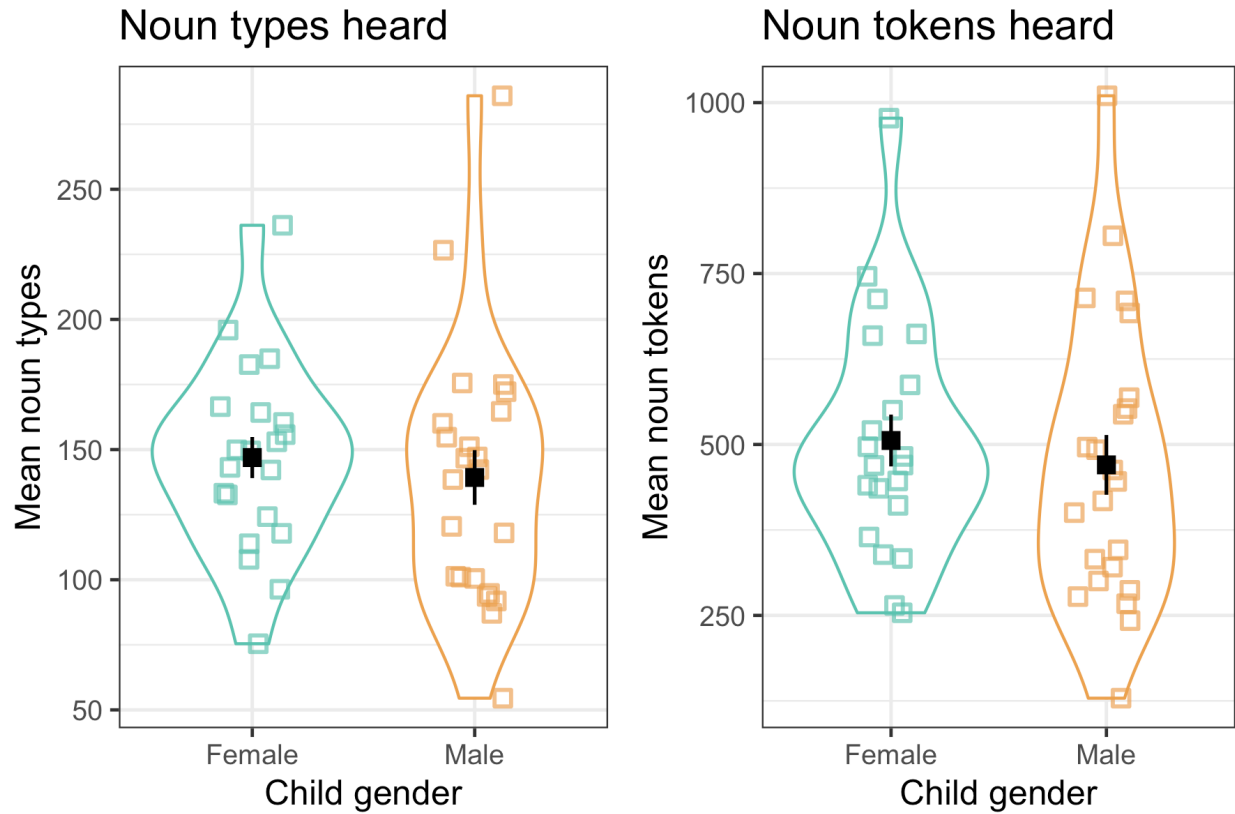 Noun types heard
Mean noun types
250
200
150
100
50
Female Male
Child gender
Noun tokens heard
Mean noun tokens
1000
750
500
250
Female Male
Child gender